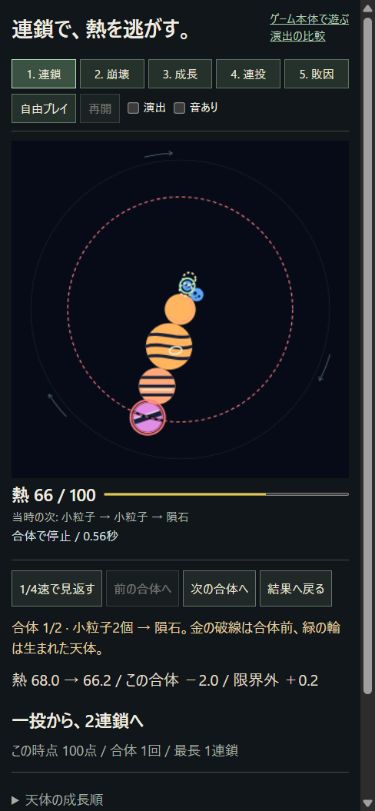 連鎖で、熱を逃がす。
ゲーム本体で遊ぶ
演出の比較
1. 連鎖
2. 崩壊
3. 成長
4. 連投
5. 敗因
自由プレイ
再開
演出
音あり
熱 66 / 100
当時の次: 小粒子 → 小粒子 → 隕石
合体で停止 / 0.56秒
1/4速で見返す
前の合体へ
次の合体へ
結果へ戻る
合体 1/2 · 小粒子2個 → 隕石。金の破線は合体前、緑の輪
は生まれた天体。
熱 68.0 → 66.2 / この合体 −2.0 / 限界外 +0.2
一投から、2連鎖へ
この時点 100点 / 合体 1回 / 最長 1連鎖
▶ 天体の成長順